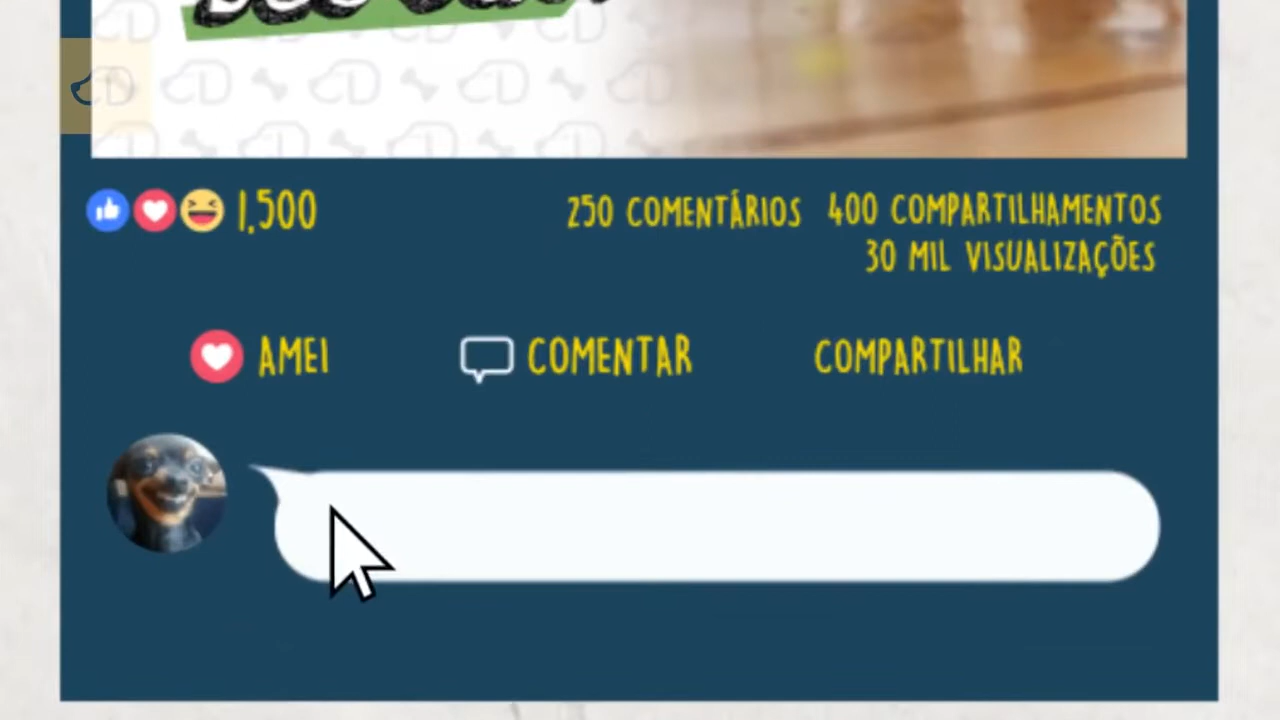 1,500
250 COMENTÁRIOS 400 COMPARTILHAMENTOS
30 MIL VISUALIZAÇÕES
AMEI
COMENTAR
COMPARTILHAR